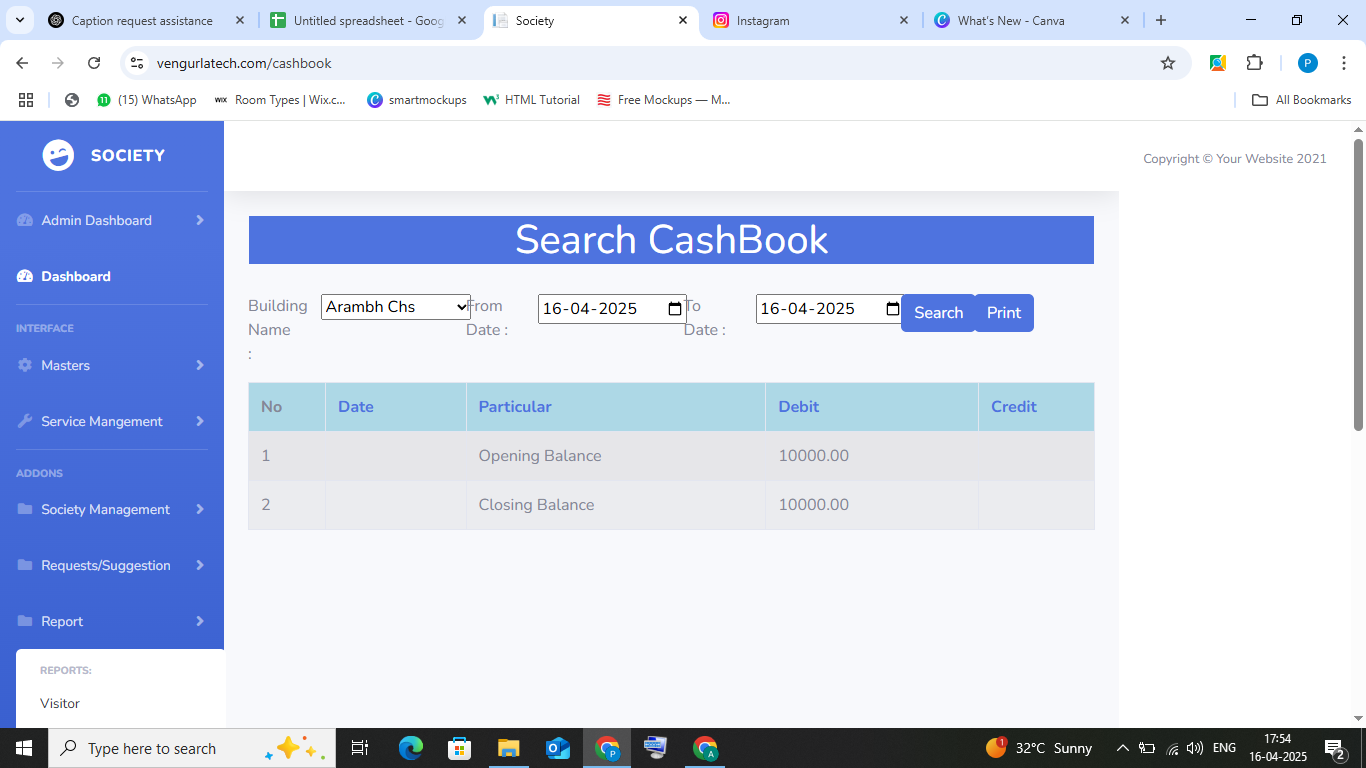 Caption request assistance
Untitled spreadsheet - Goog
Society
Instagram
What's New - Canva
vengurlatech.com/cashbook
P
(15) WhatsApp
WIX Room Types | Wix.c...
smartmockups
HTML Tutorial
Free Mockups — M...
All Bookmarks
SOCIETY
Copyright © Your Website 2021
Admin Dashboard
Dashboard
INTERFACE
Masters
Service Mangement
ADDONS
Society Management
Requests/Suggestion
Report
REPORTS:
Visitor
Search CashBook
Building Name :
Arambh Chs
From Date :
16-04-2025
To Date :
16-04-2025
Search
Print
No Date Particular Debit Credit
1 Opening Balance 10000.00
2 Closing Balance 10000.00
Type here to search
1
32°C Sunny
ENG
17:54
16-04-2025
2